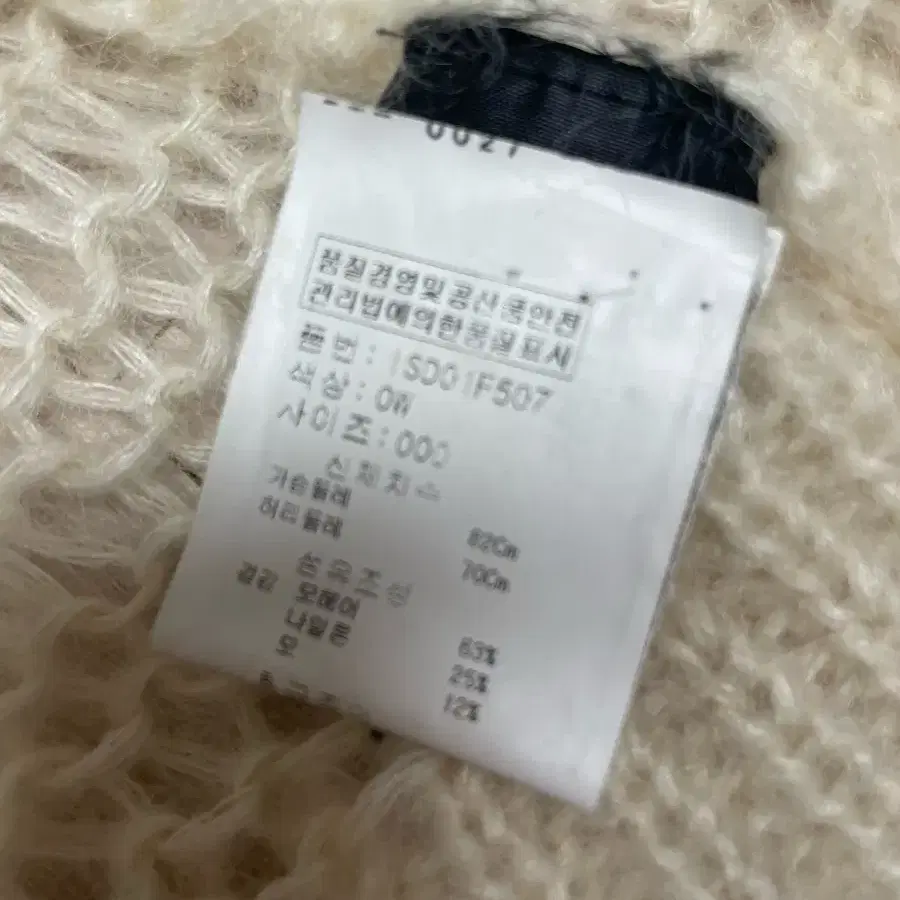 0027
품질경영및공산품안전
관리법에의한품질표시
품번: ISD01F507
색상: OW
사이즈: 000
신체치수
가슴둘레 82Cm
허리둘레 70Cm
섬유조성
겉감 모헤어 63%
나일론 25%
모 12%